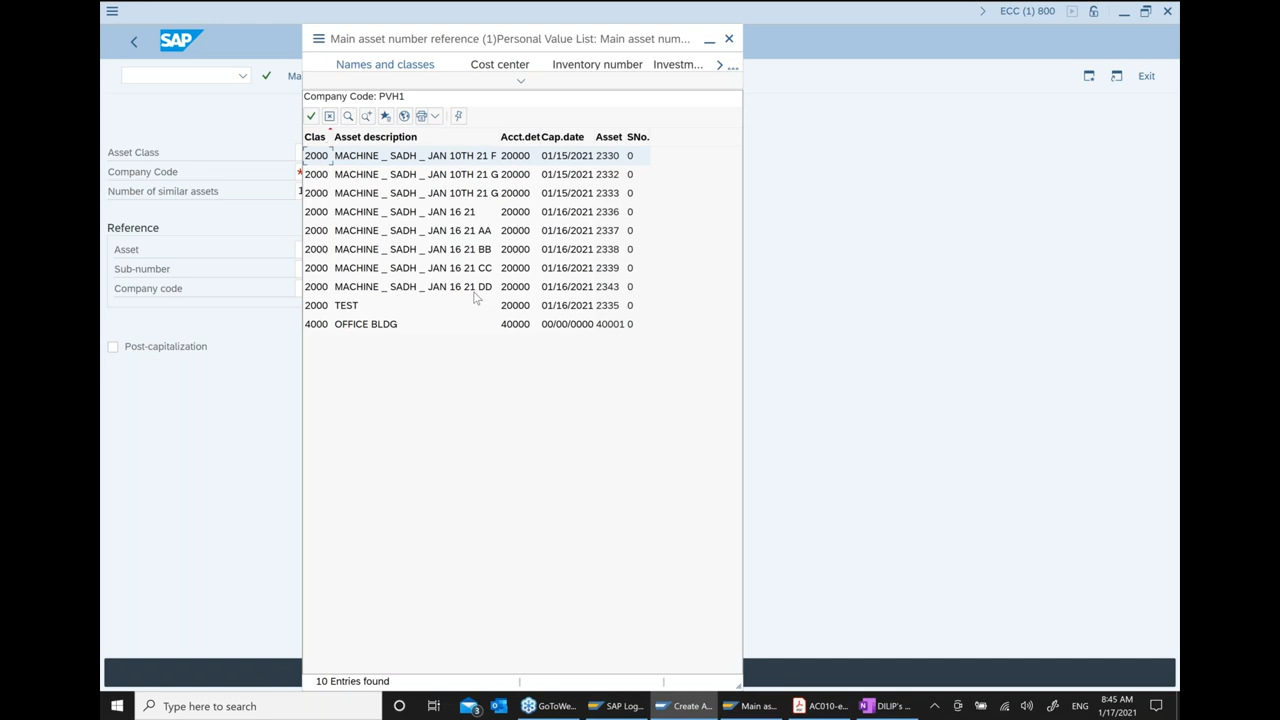 ECC (1) 800
SAP
Main asset number reference (1)Personal Value List: Main asset num...
Names and classes Cost center Inventory number Investm... ...
Ma
Exit
Company Code: PVH1
Clas Asset description Acct.det Cap.date Asset SNo.
2000 MACHINE _ SADH _ JAN 10TH 21 F 20000 01/15/2021 2330 0
2000 MACHINE _ SADH _ JAN 10TH 21 G 20000 01/15/2021 2332 0
2000 MACHINE _ SADH _ JAN 10TH 21 G 20000 01/15/2021 2333 0
2000 MACHINE _ SADH _ JAN 16 21 20000 01/16/2021 2336 0
2000 MACHINE _ SADH _ JAN 16 21 AA 20000 01/16/2021 2337 0
2000 MACHINE _ SADH _ JAN 16 21 BB 20000 01/16/2021 2338 0
2000 MACHINE _ SADH _ JAN 16 21 CC 20000 01/16/2021 2339 0
2000 MACHINE _ SADH _ JAN 16 21 DD 20000 01/16/2021 2343 0
2000 TEST 20000 01/16/2021 2335 0
4000 OFFICE BLDG 40000 00/00/0000 40001 0
10 Entries found
Asset Class
Company Code *
Number of similar assets 1
Reference
Asset
Sub-number
Company code
Post-capitalization
Type here to search
3
GoToWe...
SAP Log...
Create A...
Main as...
AC010-e...
DILIP's ...
ENG
8:45 AM
1/17/2021